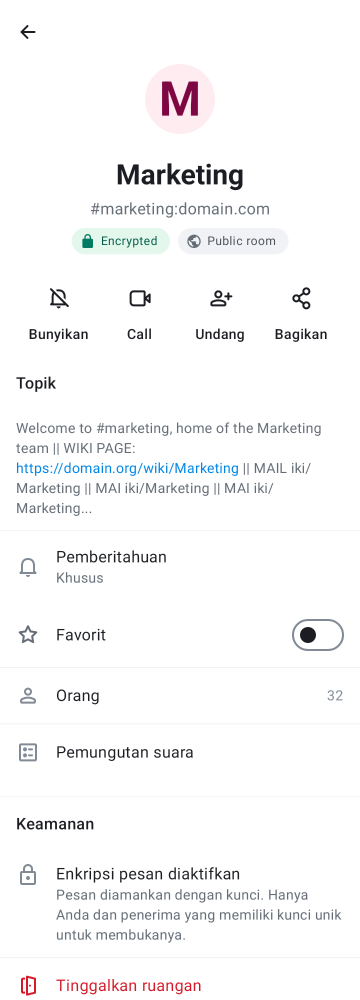 M
Marketing
#marketing:domain.com
Encrypted
Public room
Bunyikan
Call
Undang
Bagikan
Topik
Welcome to #marketing, home of the Marketing
team || WIKI PAGE:
https://domain.org/wiki/Marketing || MAIL iki/
Marketing || MAI iki/Marketing || MAI iki/
Marketing...
Pemberitahuan
Khusus
Favorit
Orang 32
Pemungutan suara
Keamanan
Enkripsi pesan diaktifkan
Pesan diamankan dengan kunci. Hanya
Anda dan penerima yang memiliki kunci unik
untuk membukanya.
Tinggalkan ruangan